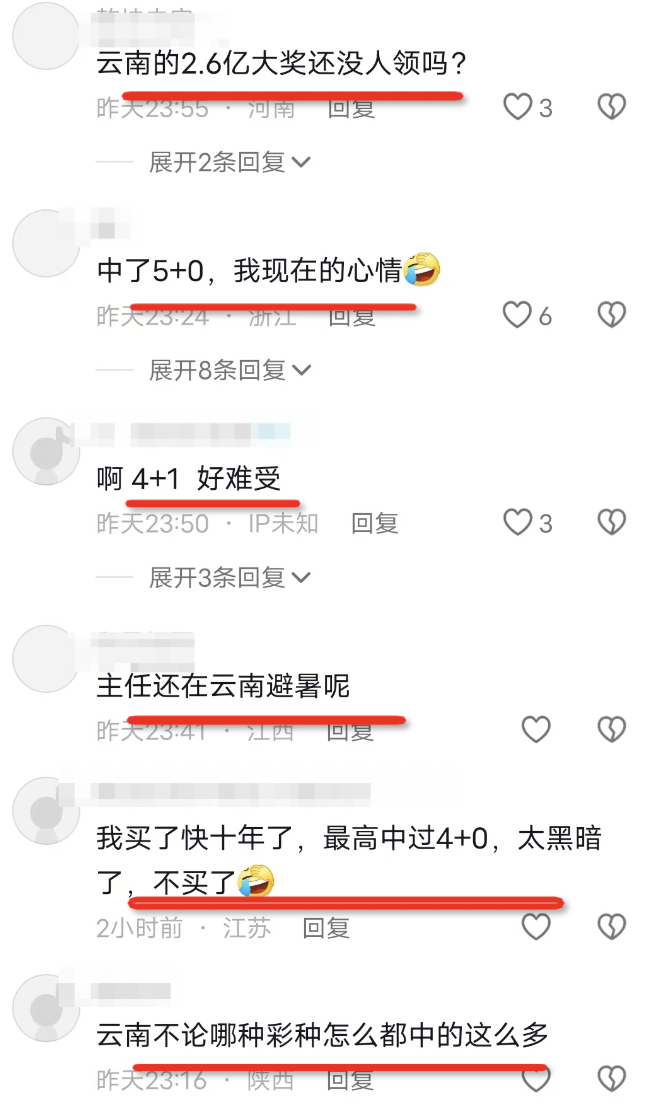 云南的2.6亿大奖还没人领吗?
昨天23:55 · 河南 回复 3
展开2条回复
中了5+0，我现在的心情
昨天23:24 · 浙江 回复 6
展开8条回复
啊 4+1 好难受
昨天23:50 · IP未知 回复 3
展开3条回复
主任还在云南避暑呢
昨天23:41 · 江西 回复
我买了快十年了，最高中过4+0，太黑暗
了，不买了
2小时前 · 江苏 回复
云南不论哪种彩种怎么都中的这么多
昨天23:16 · 陕西 回复